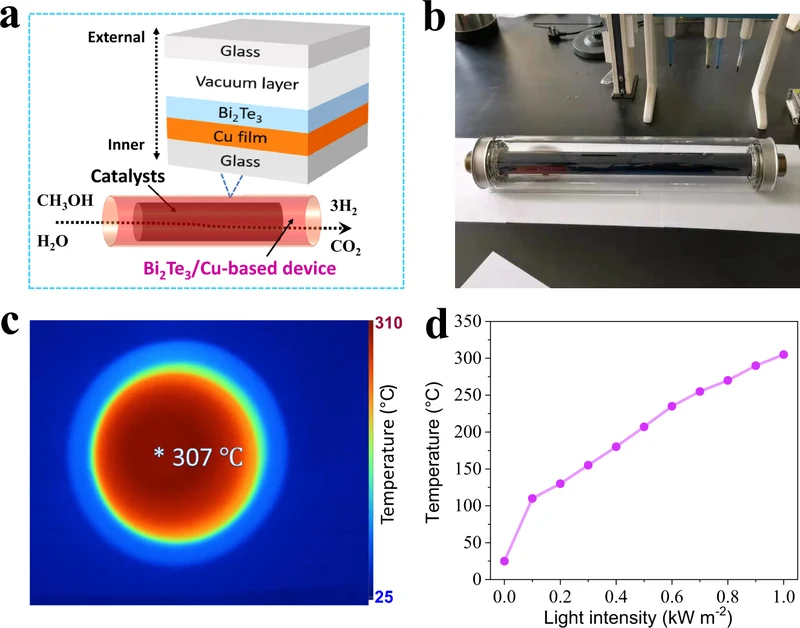 a
External
Glass
Vacuum layer
Bi₂Te₃
Cu film
Inner
Glass
Catalysts
CH₃OH
3H₂
H₂O
CO₂
Bi₂Te₃/Cu-based device
b
c
310
* 307 ℃
Temperature (°C)
25
d
350
300
250
200
150
100
50
0
Temperature (°C)
0.0
0.2
0.4
0.6
0.8
1.0
Light intensity (kW m⁻²)